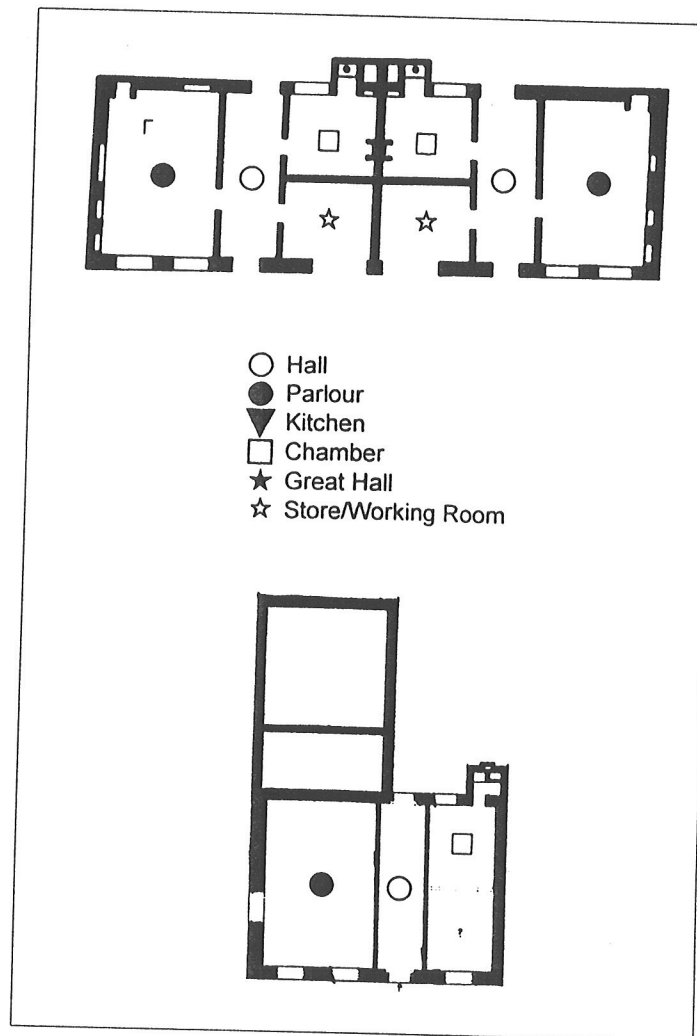 Hall
Parlour
Kitchen
Chamber
Great Hall
Store/Working Room
?